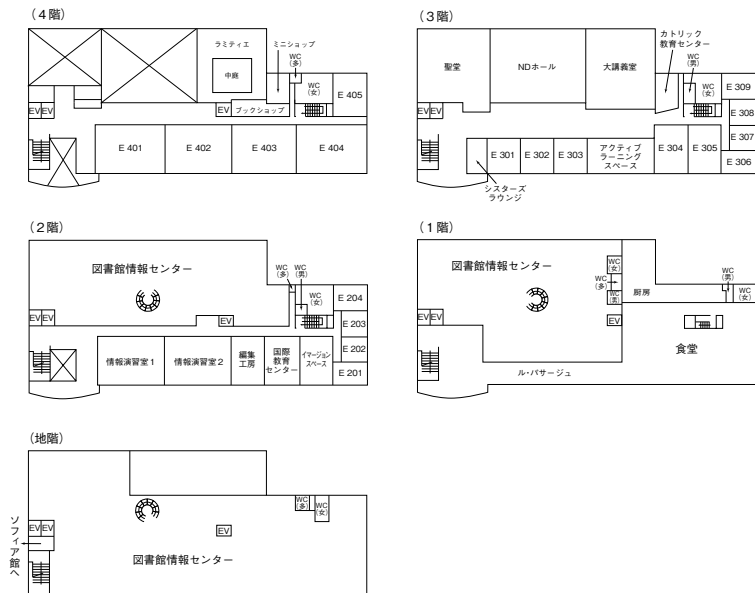 (4階)
ラミティエ
中庭
ミニショップ
WC
(多)
WC
(女)
E 405
EV EV
EV
ブックショップ
E 401
E 402
E 403
E 404
(3階)
聖堂
NDホール
大講義室
カトリック
教育センター
WC
(男)
WC
(女)
E 309
E 308
E 307
E 306
EV EV
E 301
E 302
E 303
アクティブ
ラーニング
スペース
E 304
E 305
シスターズ
ラウンジ
(2階)
図書館情報センター
WC
(多)
WC
(男)
WC
(女)
E 204
E 203
E 202
E 201
EV EV
EV
情報演習室1
情報演習室2
編集
工房
国際
教育
センター
イマージョン
スペース
(1階)
図書館情報センター
WC
(女)
WC
(多)
WC
(男)
厨房
WC
(男)
WC
(女)
EV EV
EV
食堂
ル・パサージュ
(地階)
WC
(多)
WC
(女)
EV EV
EV
ソフィア館へ
図書館情報センター